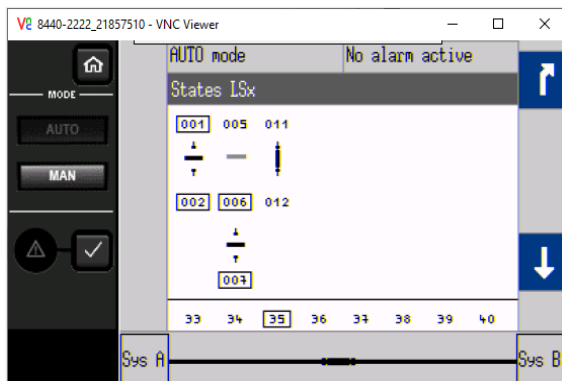 V2 8440-2222_21857510 - VNC Viewer
AUTO mode No alarm active
MODE
States LSx
AUTO
001 005 011
MAN
002 006 012
007
33 34 35 36 37 38 39 40
Sys A Sys B